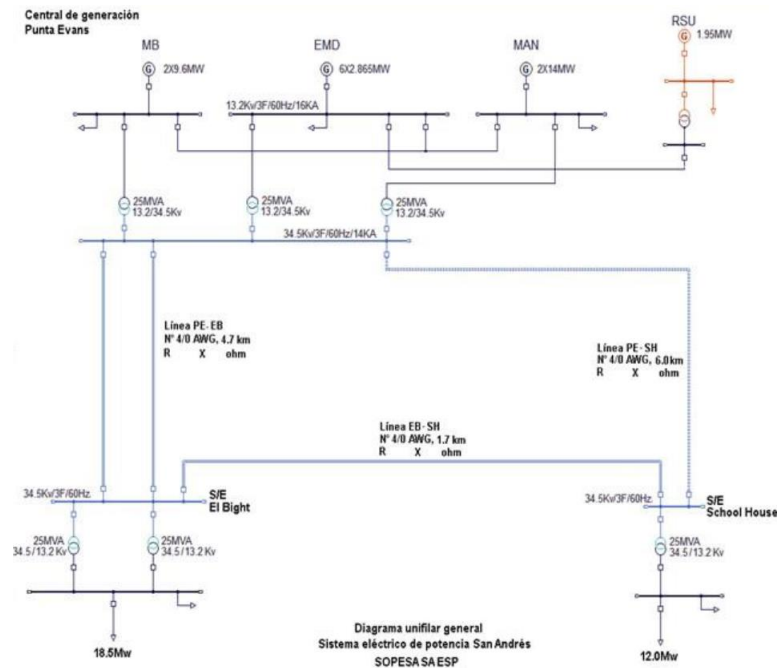 Central de generación
Punta Evans
MB
EMD
MAN
RSU
G
2X9.6MW
G
6X2.865MW
G
2X14MW
G
1.95MW
13.2Kv/3F/60Hz/16KA
25MVA
13.2/34.5Kv
25MVA
13.2/34.5Kv
25MVA
13.2/34.5Kv
34.5Kv/3F/60Hz/14KA
Línea PE-EB
Nº 4/0 AWG, 4.7 km
R X ohm
Línea PE-SH
Nº 4/0 AWG, 6.0km
R X ohm
Línea EB-SH
Nº 4/0 AWG, 1.7 km
R X ohm
34.5Kv/3F/60Hz.
S/E
El Bight
34.5Kv/3F/60Hz.
S/E
School House
25MVA
34.5/13.2 Kv
25MVA
34.5/13.2 Kv
25MVA
34.5/13.2 Kv
18.5Mw
12.0Mw
Diagrama unifilar general
Sistema eléctrico de potencia San Andrés
SOPESA SA ESP